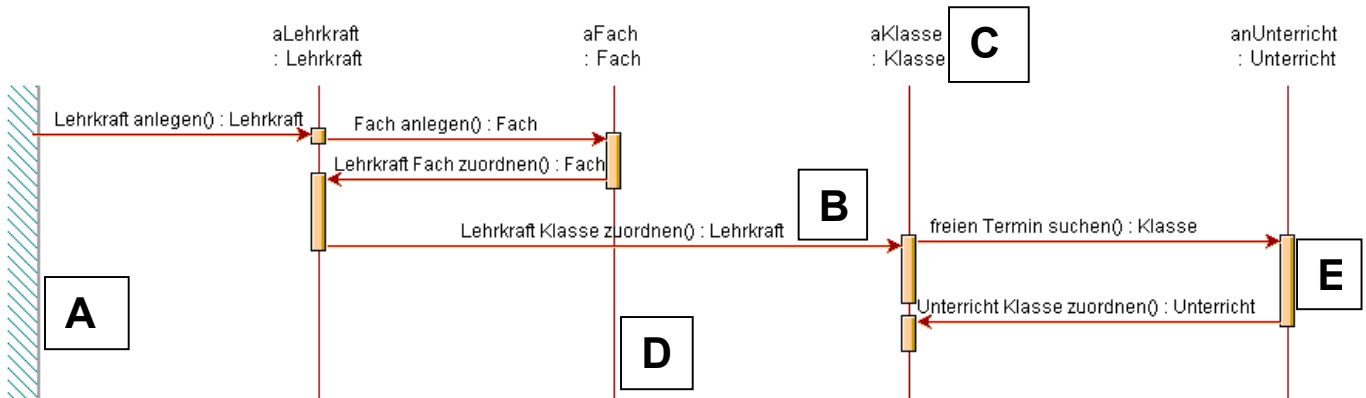 aLehrkraft
: Lehrkraft
aFach
: Fach
aKlasse
: Klasse
C
anUnterricht
: Unterricht
Lehrkraft anlegen() : Lehrkraft
Fach anlegen() : Fach
Lehrkraft Fach zuordnen() : Fach
B
Lehrkraft Klasse zuordnen() : Lehrkraft
freien Termin suchen() : Klasse
E
Unterricht Klasse zuordnen() : Unterricht
A
D